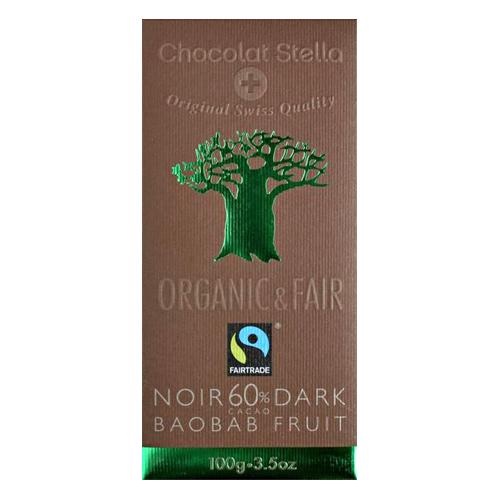 Chocolat Stella
Original Swiss Quality
ORGANIC & FAIR
®
FAIRTRADE
NOIR 60% DARK
CACAO
BAOBAB FRUIT
100g-3.5oz